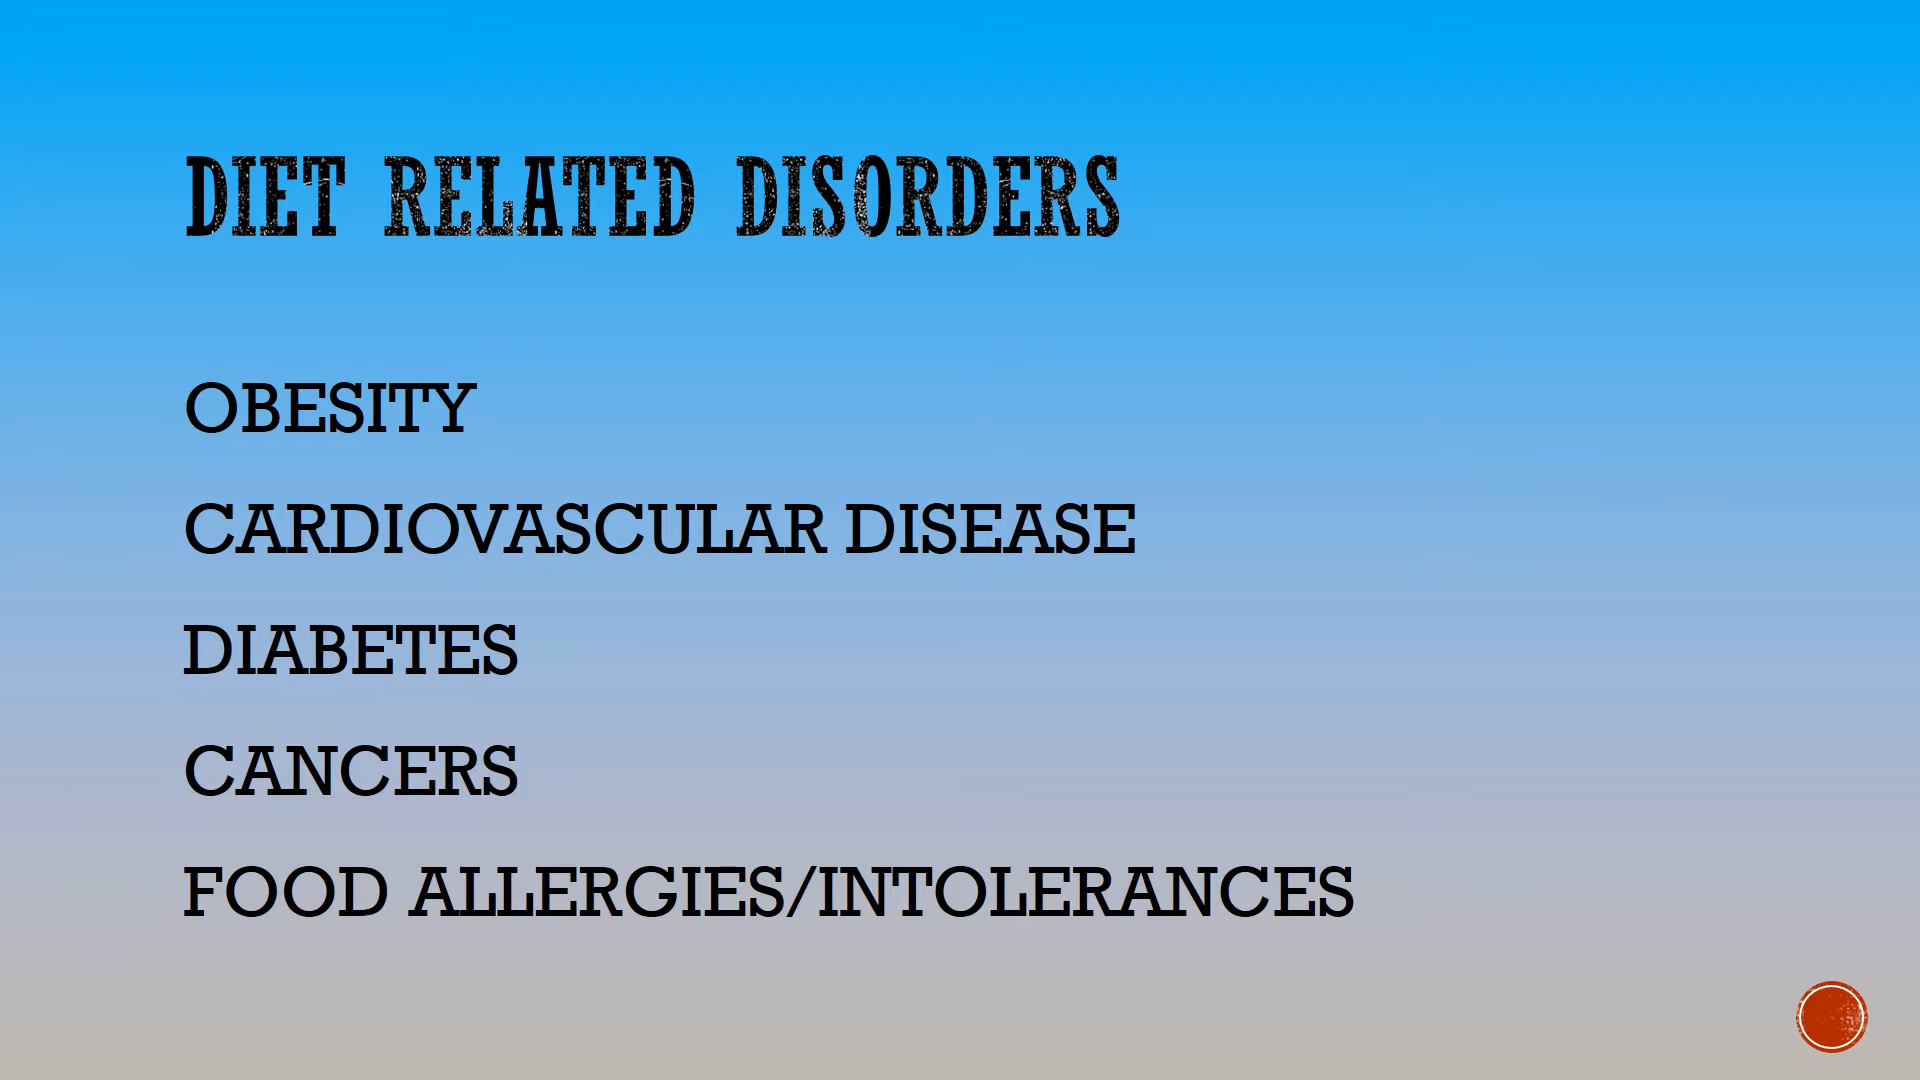 DIET RELATED DISORDERS
OBESITY
CARDIOVASCULAR DISEASE
DIABETES
CANCERS
FOOD ALLERGIES/INTOLERANCES